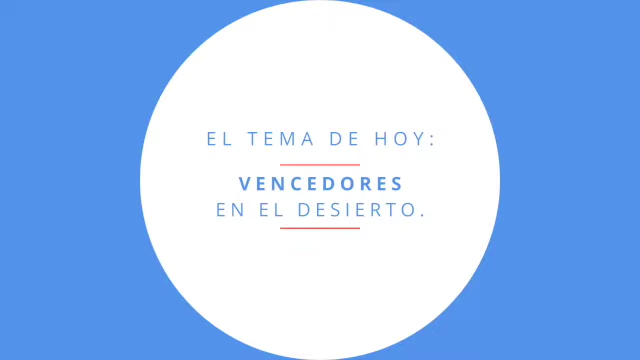 EL TEMA DE HOY:
VENCEDORES
EN EL DESIERTO.